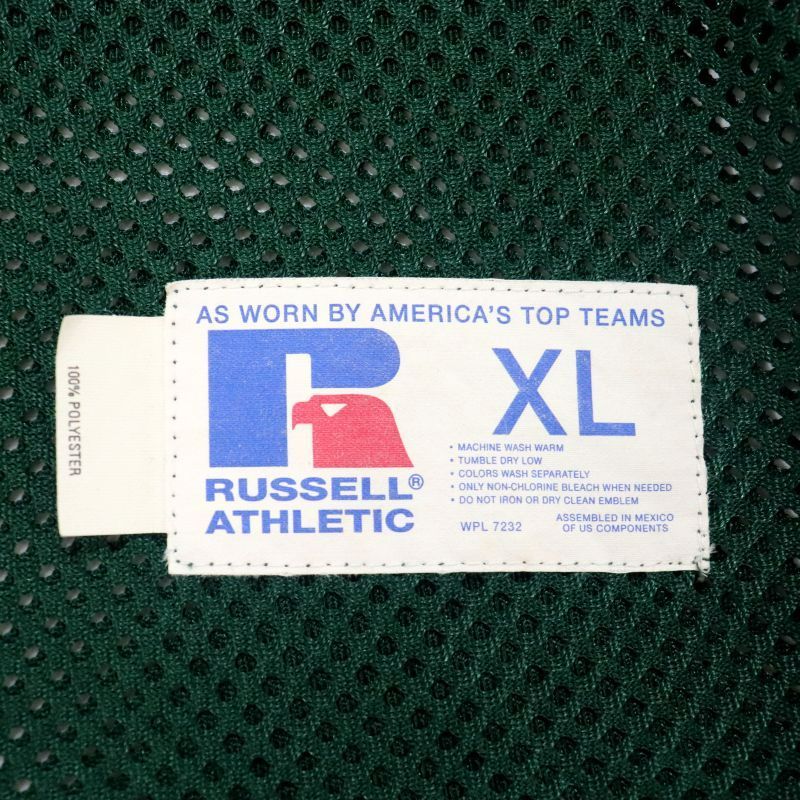 AS WORN BY AMERICA'S TOP TEAMS
XL
• MACHINE WASH WARM
• TUMBLE DRY LOW
• COLORS WASH SEPARATELY
• ONLY NON-CHLORINE BLEACH WHEN NEEDED
• DO NOT IRON OR DRY CLEAN EMBLEM
R
RUSSELL®
ATHLETIC
WPL 7232
ASSEMBLED IN MEXICO
OF US COMPONENTS
100% POLYESTER